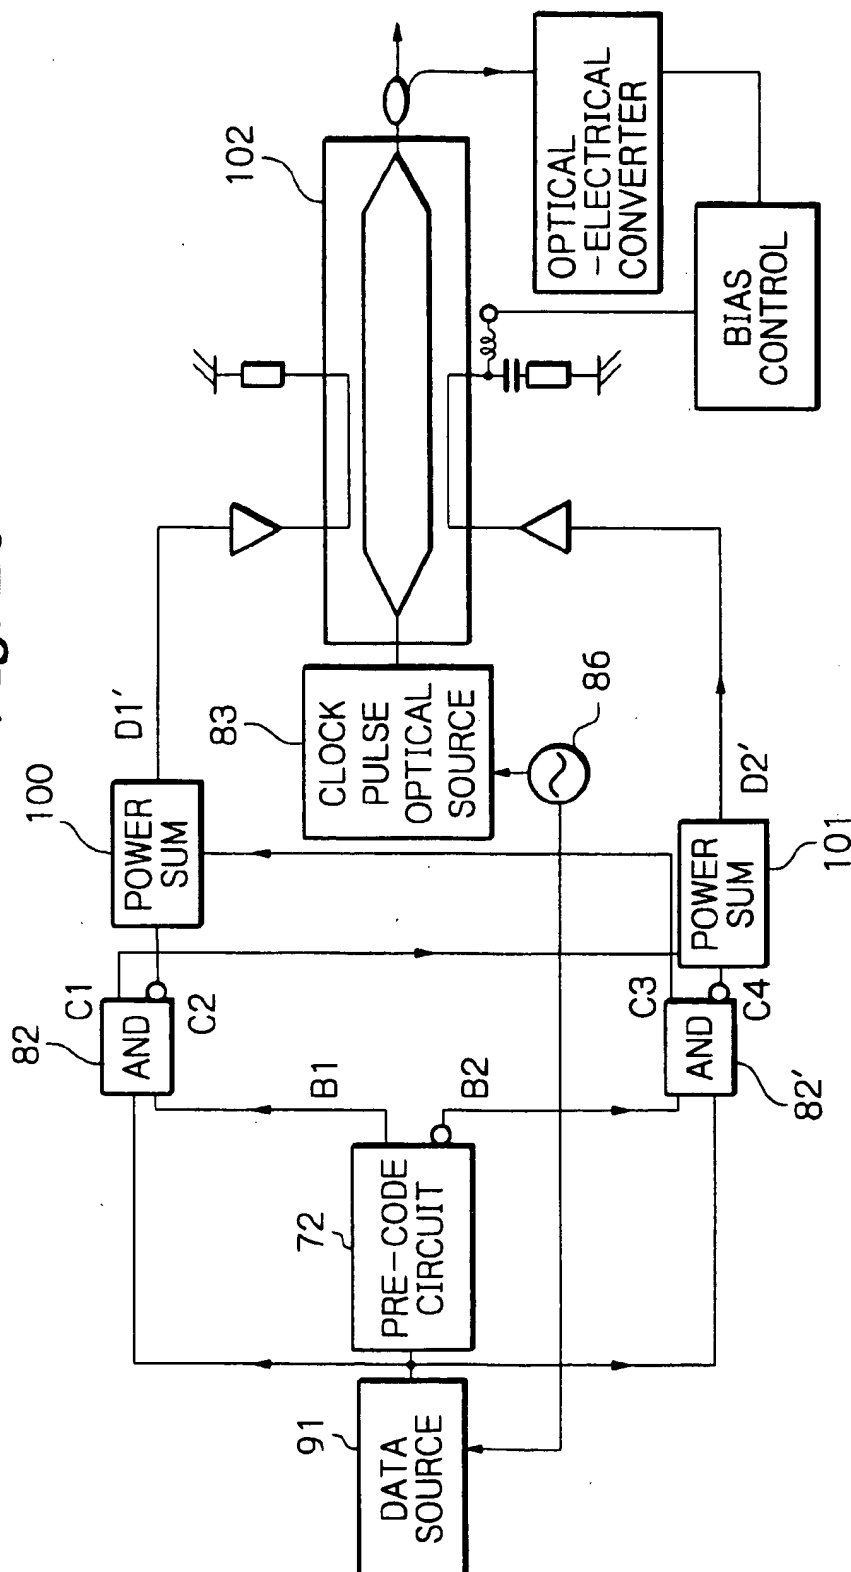 91
DATA
SOURCE
72
PRE-CODE
CIRCUIT
B1
B2
82
AND
C1
C2
82'
AND
C3
C4
100
POWER
SUM
D1'
101
POWER
SUM
D2'
83
CLOCK
PULSE
OPTICAL
SOURCE
86
102
OPTICAL
-ELECTRICAL
CONVERTER
BIAS
CONTROL